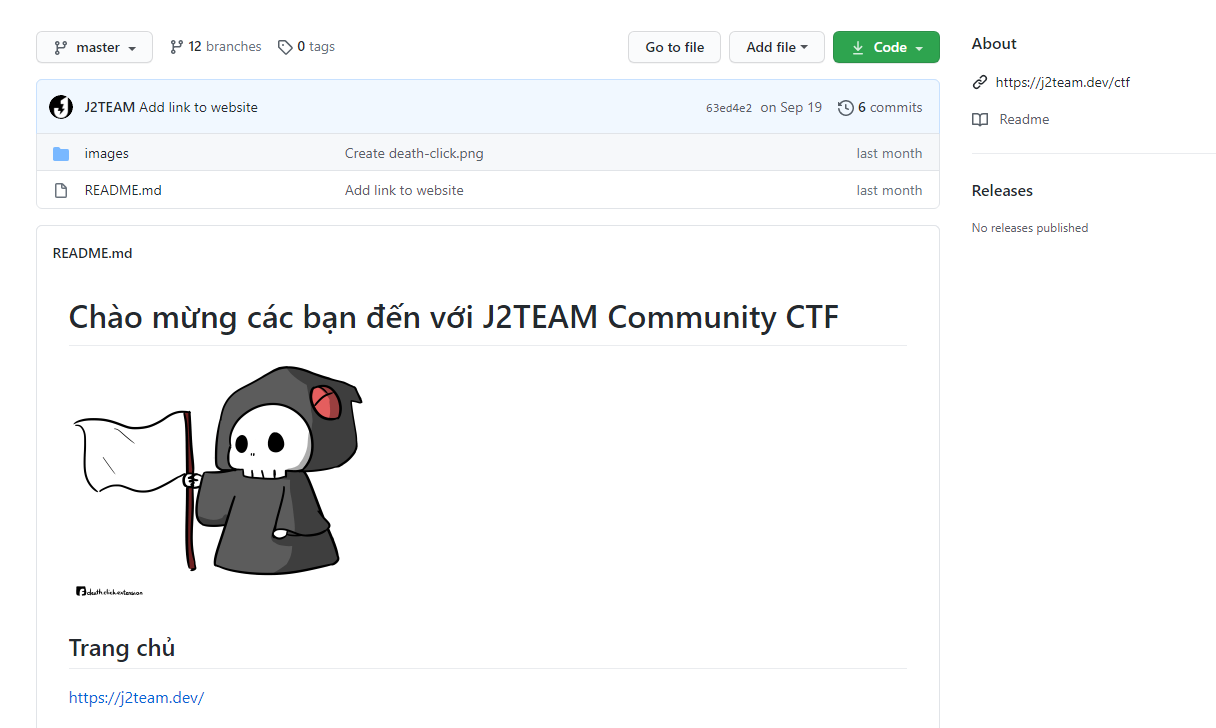 master
12 branches
0 tags
Go to file
Add file
Code
J2TEAM Add link to website
63ed4e2 on Sep 19
6 commits
images
Create death-click.png
last month
README.md
Add link to website
last month
README.md
Chào mừng các bạn đến với J2TEAM Community CTF
death.click.extension
Trang chủ
https://j2team.dev/
About
https://j2team.dev/ctf
Readme
Releases
No releases published